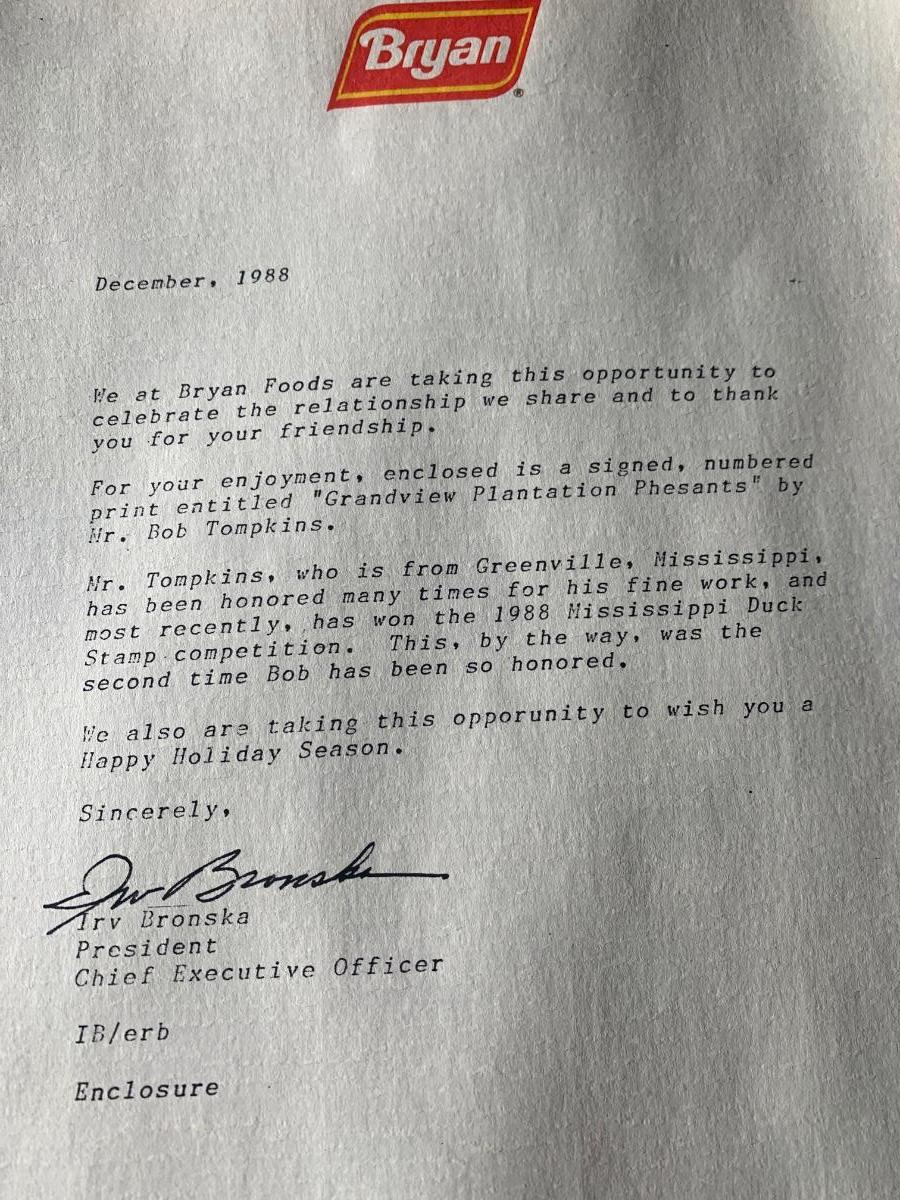 Bryan
®
December, 1988
We at Bryan Foods are taking this opportunity to
celebrate the relationship we share and to thank
you for your friendship.
For your enjoyment, enclosed is a signed, numbered
print entitled "Grandview Plantation Phesants" by
Mr. Bob Tompkins.
Mr. Tompkins, who is from Greenville, Mississippi,
has been honored many times for his fine work, and
most recently, has won the 1988 Mississippi Duck
Stamp competition. This, by the way, was the
second time Bob has been so honored.
We also are taking this opporunity to wish you a
Happy Holiday Season.
Sincerely,
Irv Bronska
Irv Bronska
President
Chief Executive Officer
IB/erb
Enclosure